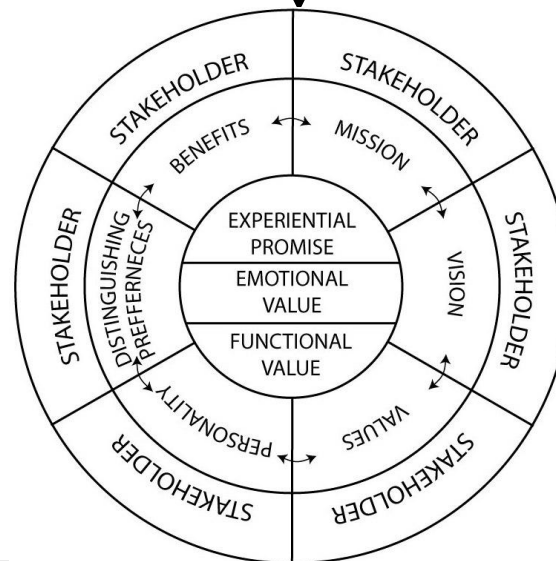 STAKEHOLDER
STAKEHOLDER
STAKEHOLDER
STAKEHOLDER
STAKEHOLDER
STAKEHOLDER
BENEFITS
MISSION
VISION
VALUES
PERSONALITY
DISTINGUISHING
PREFFERNECES
EXPERIENTIAL
PROMISE
EMOTIONAL
VALUE
FUNCTIONAL
VALUE